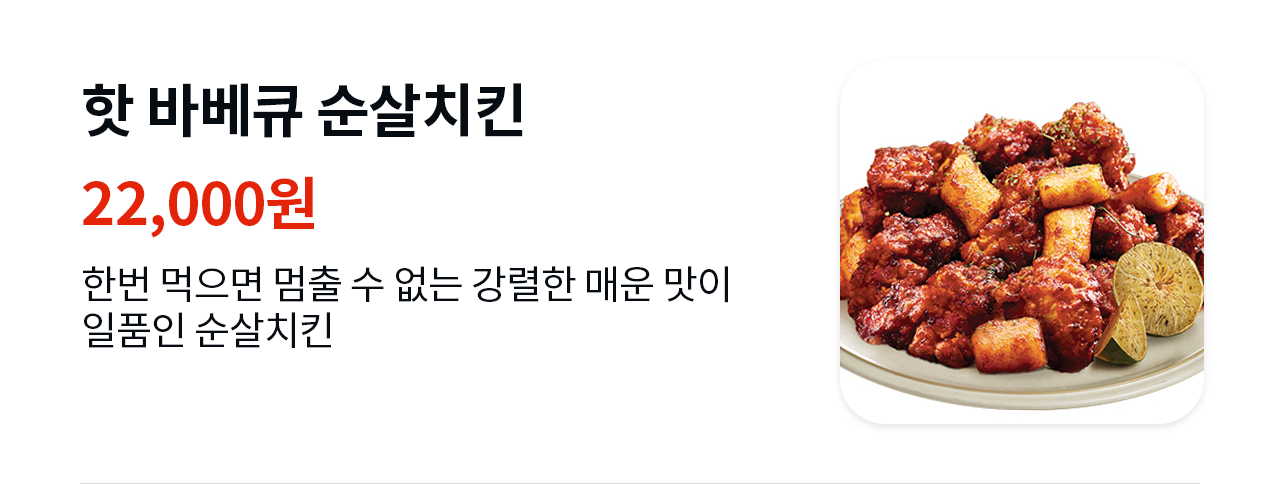 핫 바베큐 순살치킨
22,000원
한번 먹으면 멈출 수 없는 강렬한 매운 맛이
일품인 순살치킨